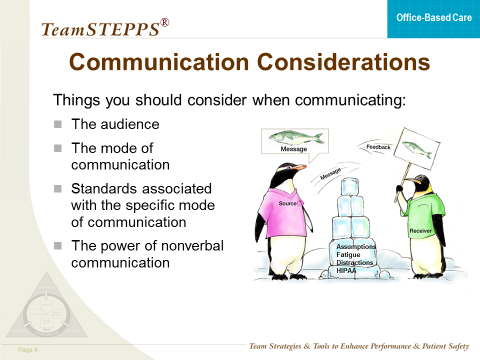 TeamSTEPPS®
Office-Based Care
Communication Considerations
Things you should consider when communicating:
The audience
The mode of
communication
Standards associated
with the specific mode
of communication
The power of nonverbal
communication
Message
Feedback
Message
Source
Receiver
Assumptions
Fatigue
Distractions
HIPAA
Page 4
Team Strategies & Tools to Enhance Performance & Patient Safety